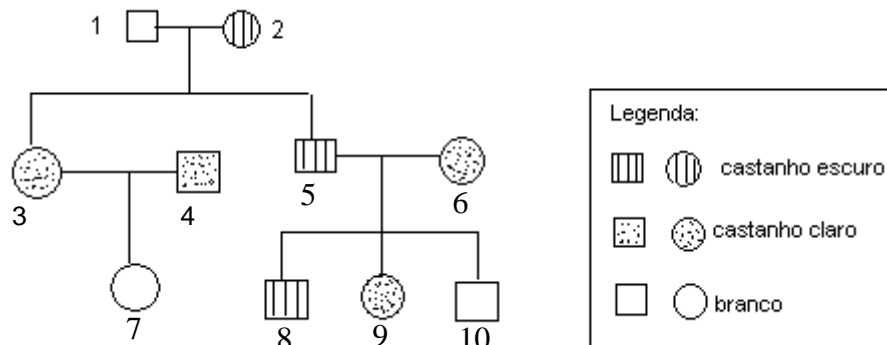 1 2
Legenda:
castanho escuro
5 6
3 4
castanho claro
branco
7 8 9 10